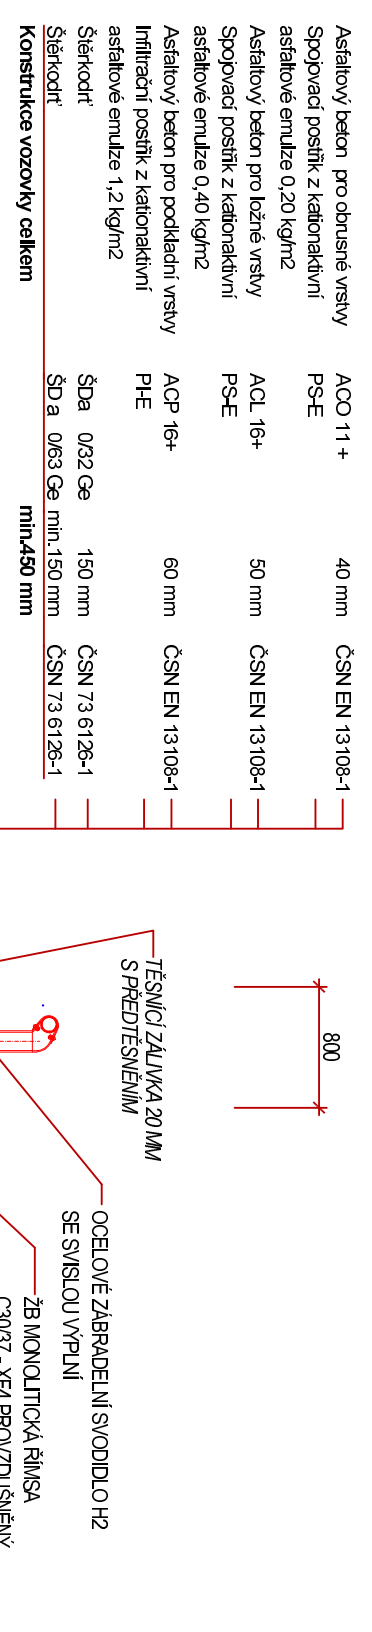 Asfaltový beton pro obrusné vrstvy ACO 11 + 40 mm ČSN EN 13108-1
Spojovací postřik z kationaktivní PS-E
asfaltové emulze 0,20 kg/m2
Asfaltový beton pro ložné vrstvy ACL 16+ 50 mm ČSN EN 13108-1
Spojovací postřik z kationaktivní PS-E
asfaltové emulze 0,40 kg/m2
Asfaltový beton pro podkladní vrstvy ACP 16+ 60 mm ČSN EN 13108-1
Infiltrační postřik z kationaktivní PI-E
asfaltové emulze 1,2 kg/m2
Štěrkodrť ŠDa 0/32 Ge 150 mm ČSN 73 6126-1
Štěrkodrť ŠD a 0/63 Ge min.150 mm ČSN 73 6126-1
Konstrukce vozovky celkem min.450 mm
800
TĚSNÍCÍ ZÁLIVKA 20 MM
S PŘEDTĚSNĚNÍM
OCELOVÉ ZÁBRADELNÍ SVODIDLO H2
SE SVISLOU VÝPLNÍ
ŽB MONOLITICKÁ ŘÍMSA
C30/37 - XF4 PROVZDUŠNĚNÝ